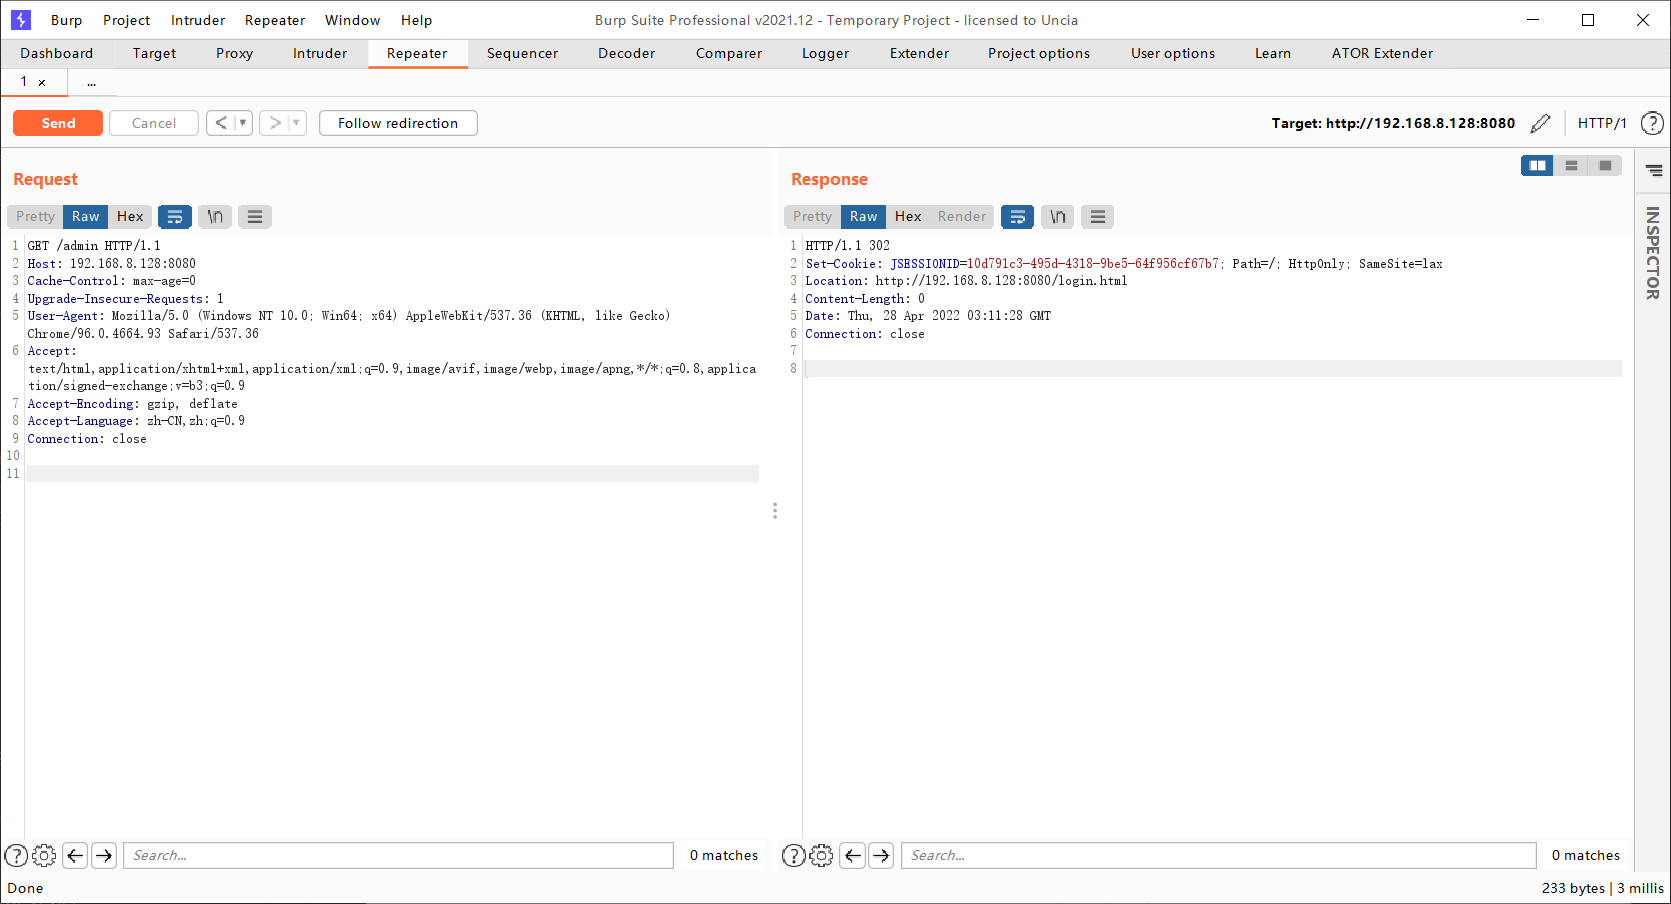 Burp Project Intruder Repeater Window Help Burp Suite Professional v2021.12 - Temporary Project - licensed to Uncia
Dashboard Target Proxy Intruder Repeater Sequencer Decoder Comparer Logger Extender Project options User options Learn ATOR Extender
1 × ...
Send Cancel < > Follow redirection Target: http://192.168.8.128:8080 HTTP/1 ?
Request
Pretty Raw Hex \n
1 GET /admin HTTP/1.1
2 Host: 192.168.8.128:8080
3 Cache-Control: max-age=0
4 Upgrade-Insecure-Requests: 1
5 User-Agent: Mozilla/5.0 (Windows NT 10.0; Win64; x64) AppleWebKit/537.36 (KHTML, like Gecko)
Chrome/96.0.4664.93 Safari/537.36
6 Accept:
text/html,application/xhtml+xml,application/xml;q=0.9,image/avif,image/webp,image/apng,*/*;q=0.8,applica
tion/signed-exchange;v=b3;q=0.9
7 Accept-Encoding: gzip, deflate
8 Accept-Language: zh-CN,zh;q=0.9
9 Connection: close
10
11
? Search... 0 matches
Response
Pretty Raw Hex Render \n
1 HTTP/1.1 302
2 Set-Cookie: JSESSIONID=10d791c3-495d-4318-9be5-64f956cf67b7; Path=/; HttpOnly; SameSite=lax
3 Location: http://192.168.8.128:8080/login.html
4 Content-Length: 0
5 Date: Thu, 28 Apr 2022 03:11:28 GMT
6 Connection: close
7
8
? Search... 0 matches
INSPECTOR
Done 233 bytes | 3 millis